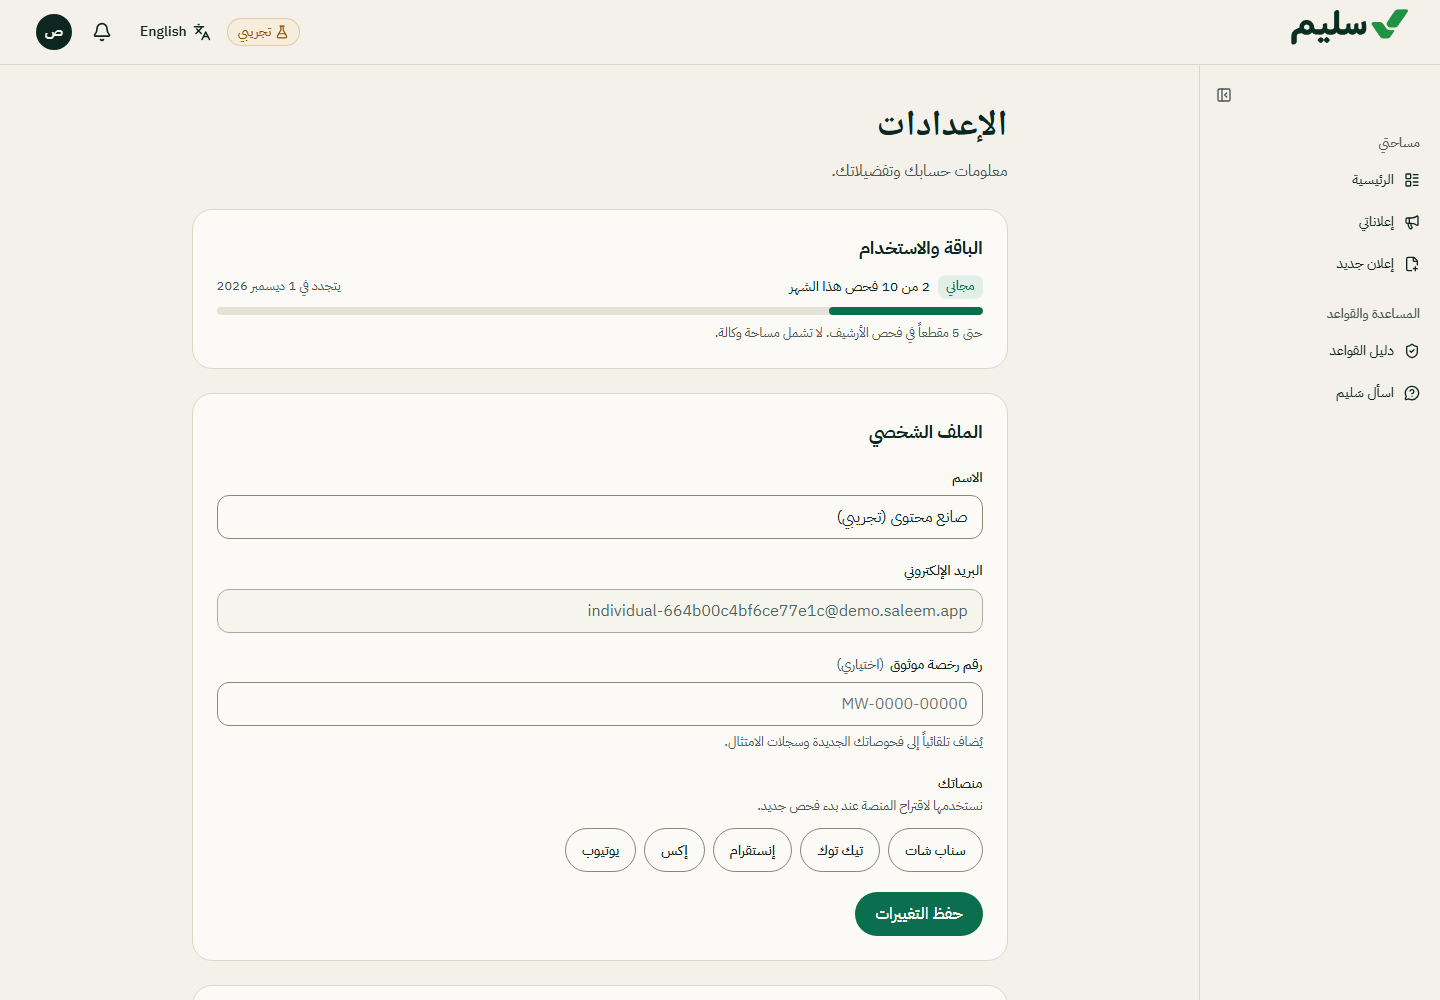 سليم
تجريبي
English
ص
مساحتي
الرئيسية
إعلاناتي
إعلان جديد
المساعدة والقواعد
دليل القواعد
اسأل سَليم
الإعدادات
معلومات حسابك وتفضيلاتك.
الباقة والاستخدام
مجاني 2 من 10 فحص هذا الشهر يتجدد في 1 ديسمبر 2026
حتى 5 مقطعاً في فحص الأرشيف. لا تشمل مساحة وكالة.
الملف الشخصي
الاسم
صانع محتوى (تجريبي)
البريد الإلكتروني
individual-664b00c4bf6ce77e1c@demo.saleem.app
رقم رخصة موثوق (اختياري)
MW-0000-00000
يُضاف تلقائياً إلى فحوصاتك الجديدة وسجلات الامتثال.
منصاتك
نستخدمها لاقتراح المنصة عند بدء فحص جديد.
سناب شات تيك توك إنستقرام إكس يوتيوب
حفظ التغييرات